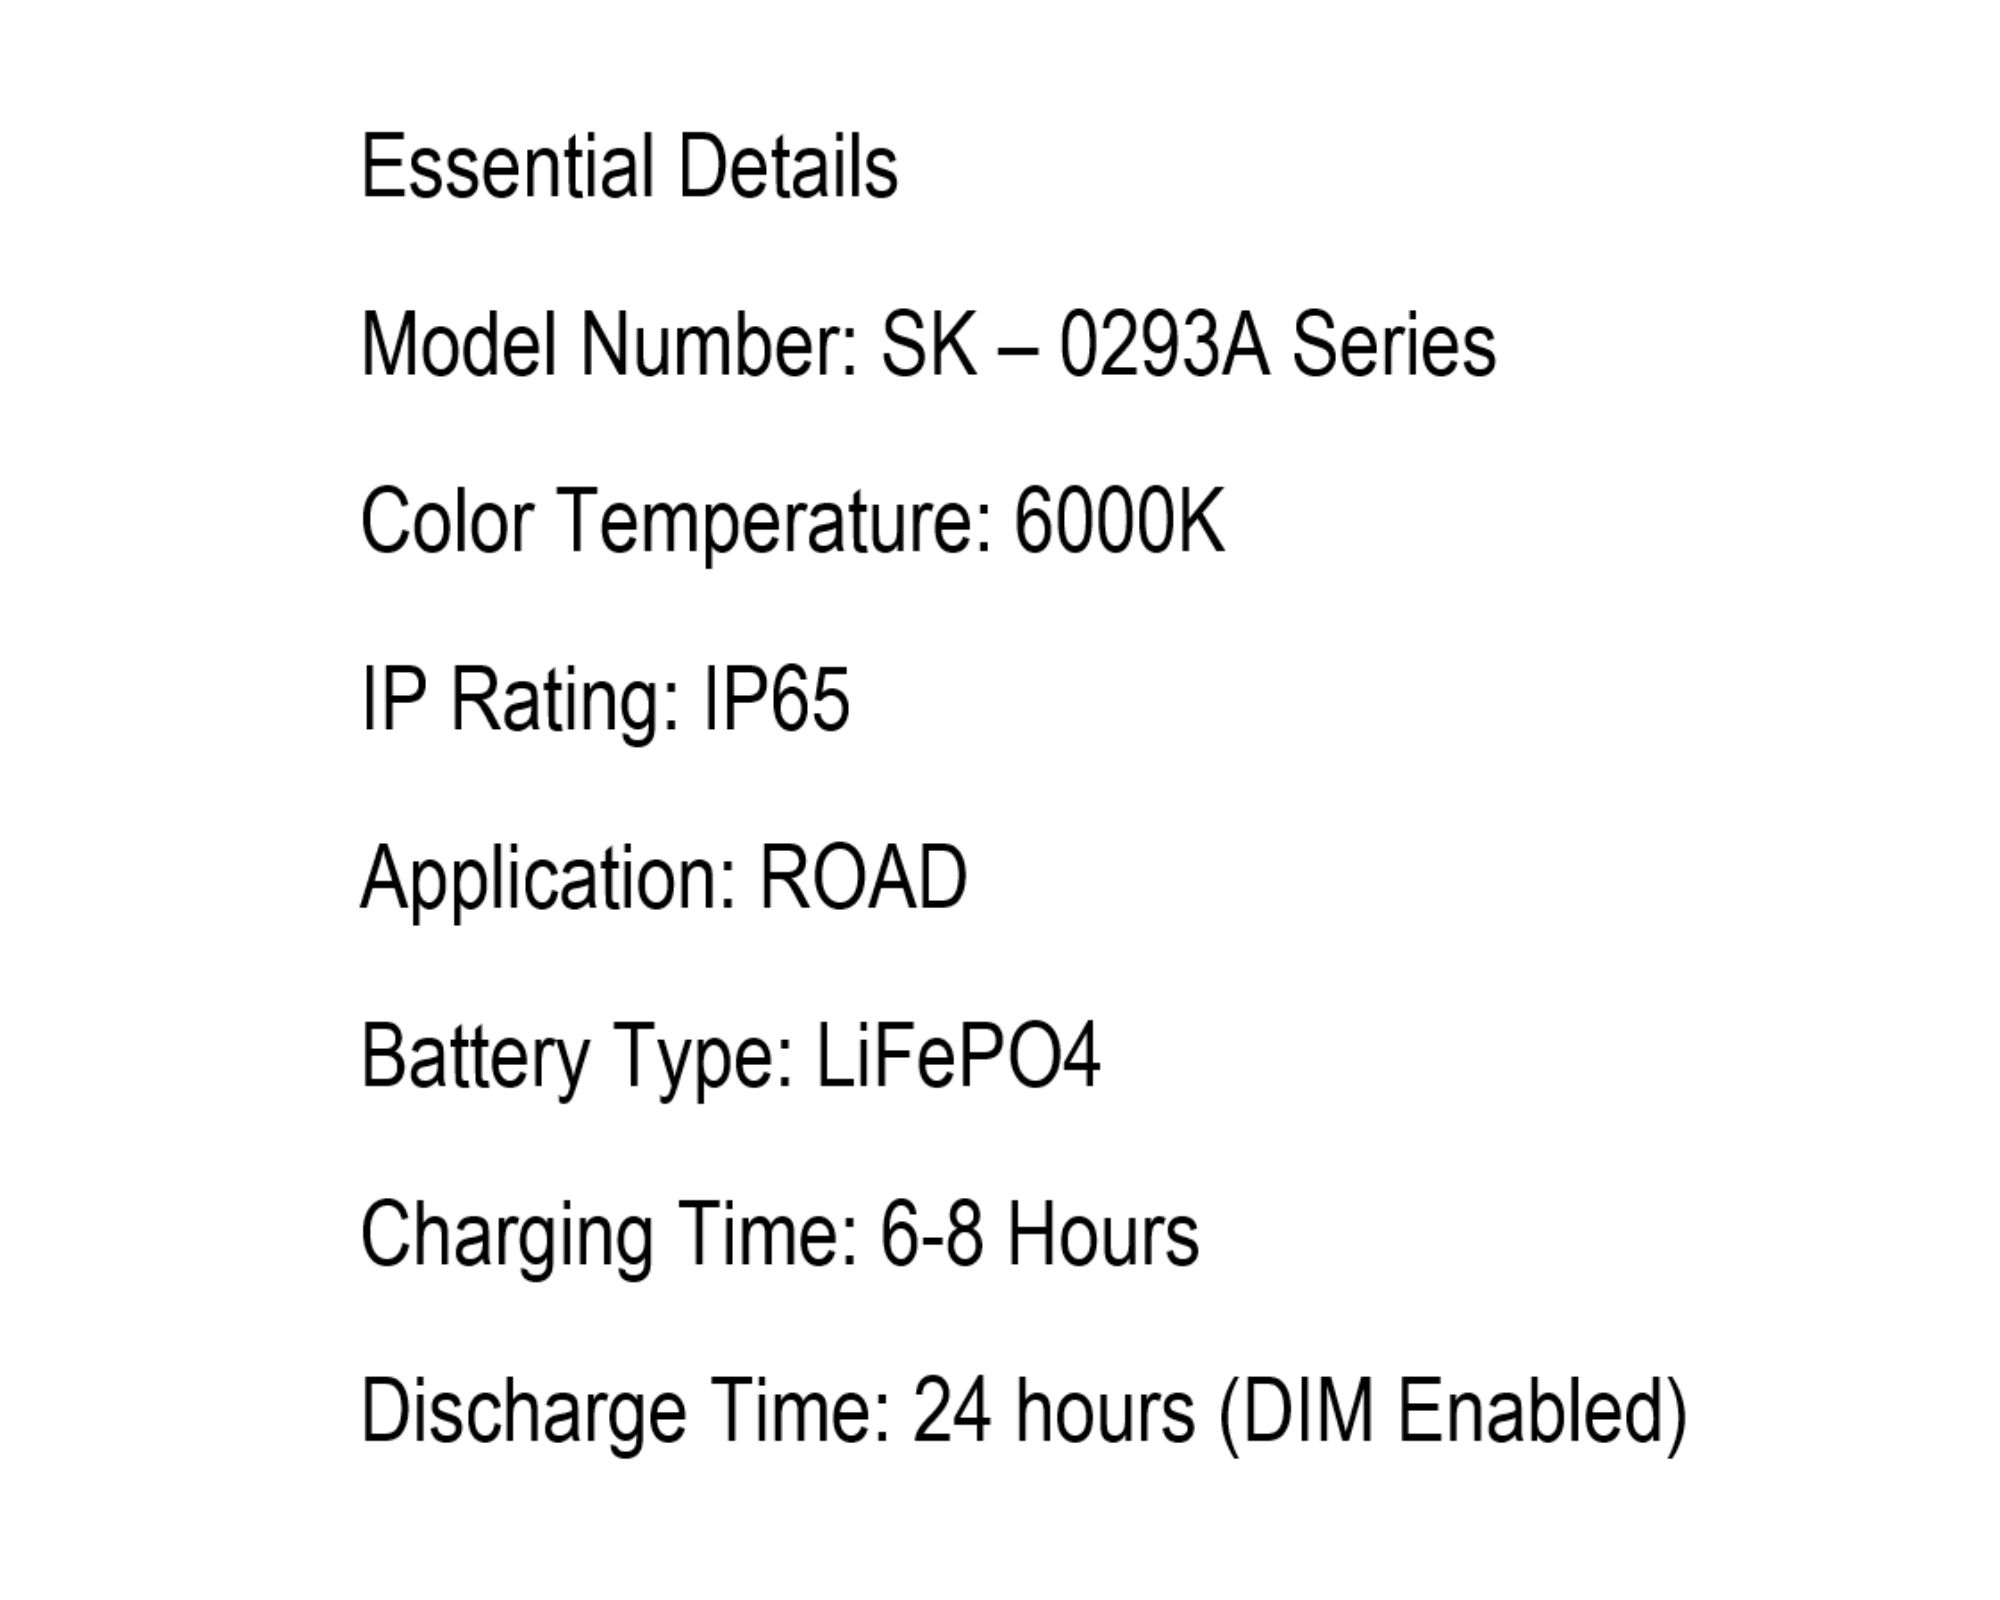 Essential Details
Model Number: SK – 0293A Series
Color Temperature: 6000K
IP Rating: IP65
Application: ROAD
Battery Type: LiFePO4
Charging Time: 6-8 Hours
Discharge Time: 24 hours (DIM Enabled)